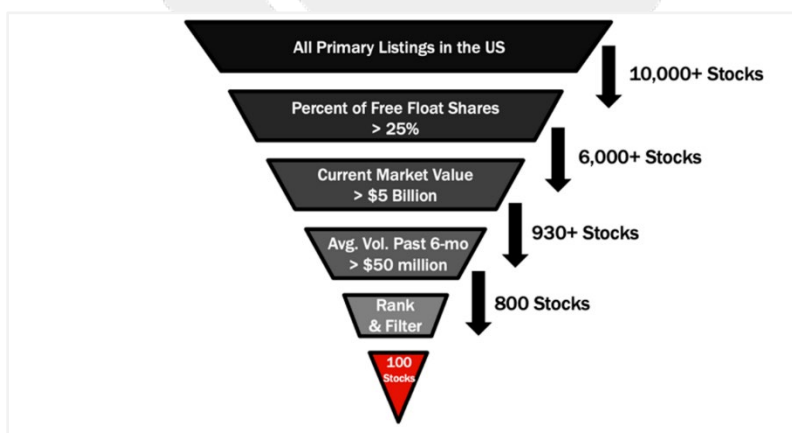 All Primary Listings in the US
10,000+ Stocks
Percent of Free Float Shares
> 25%
6,000+ Stocks
Current Market Value
> $5 Billion
930+ Stocks
Avg. Vol. Past 6-mo
> $50 million
800 Stocks
Rank
& Filter
100
Stocks